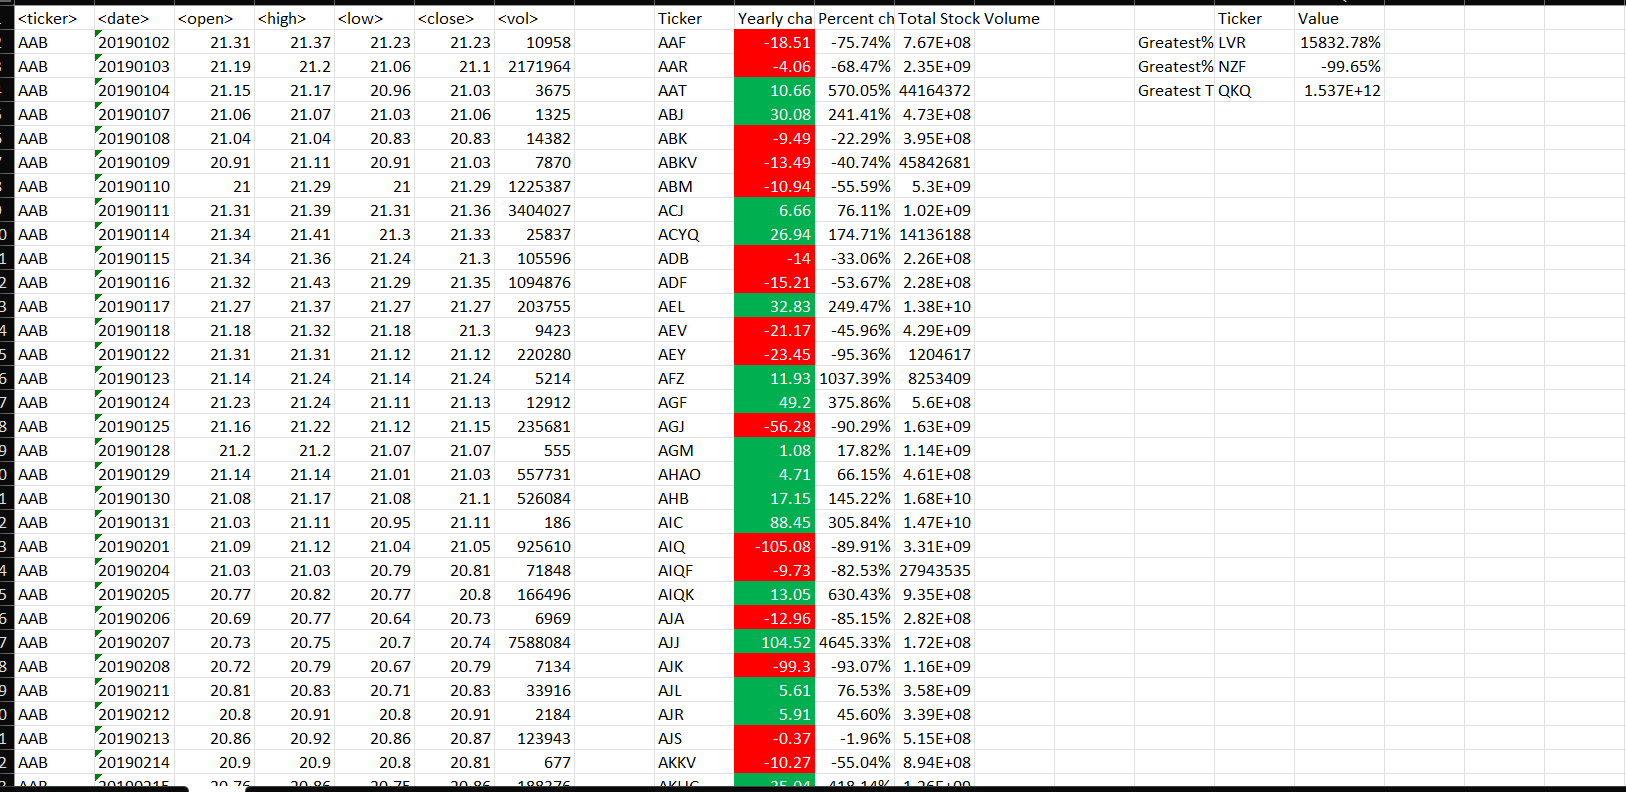 <ticker> <date> <open> <high> <low> <close> <vol> Ticker Yearly cha Percent ch Total Stock Volume Ticker Value
AAB 20190102 21.31 21.37 21.23 21.23 10958 AAF -18.51 -75.74% 7.67E+08 Greatest% LVR 15832.78%
AAB 20190103 21.19 21.2 21.06 21.1 2171964 AAR -4.06 -68.47% 2.35E+09 Greatest% NZF -99.65%
AAB 20190104 21.15 21.17 20.96 21.03 3675 AAT 10.66 570.05% 44164372 Greatest T QKQ 1.537E+12
AAB 20190107 21.06 21.07 21.03 21.06 1325 ABJ 30.08 241.41% 4.73E+08
AAB 20190108 21.04 21.04 20.83 20.83 14382 ABK -9.49 -22.29% 3.95E+08
AAB 20190109 20.91 21.11 20.91 21.03 7870 ABKV -13.49 -40.74% 45842681
AAB 20190110 21 21.29 21 21.29 1225387 ABM -10.94 -55.59% 5.3E+09
AAB 20190111 21.31 21.39 21.31 21.36 3404027 ACJ 6.66 76.11% 1.02E+09
AAB 20190114 21.34 21.41 21.3 21.33 25837 ACYQ 26.94 174.71% 14136188
AAB 20190115 21.34 21.36 21.24 21.3 105596 ADB -14 -33.06% 2.26E+08
AAB 20190116 21.32 21.43 21.29 21.35 1094876 ADF -15.21 -53.67% 2.28E+08
AAB 20190117 21.27 21.37 21.27 21.27 203755 AEL 32.83 249.47% 1.38E+10
AAB 20190118 21.18 21.32 21.18 21.3 9423 AEV -21.17 -45.96% 4.29E+09
AAB 20190122 21.31 21.31 21.12 21.12 220280 AEY -23.45 -95.36% 1204617
AAB 20190123 21.14 21.24 21.14 21.24 5214 AFZ 11.93 1037.39% 8253409
AAB 20190124 21.23 21.24 21.11 21.13 12912 AGF 49.2 375.86% 5.6E+08
AAB 20190125 21.16 21.22 21.12 21.15 235681 AGJ -56.28 -90.29% 1.63E+09
AAB 20190128 21.2 21.2 21.07 21.07 555 AGM 1.08 17.82% 1.14E+09
AAB 20190129 21.14 21.14 21.01 21.03 557731 AHAO 4.71 66.15% 4.61E+08
AAB 20190130 21.08 21.17 21.08 21.1 526084 AHB 17.15 145.22% 1.68E+10
AAB 20190131 21.03 21.11 20.95 21.11 186 AIC 88.45 305.84% 1.47E+10
AAB 20190201 21.09 21.12 21.04 21.05 925610 AIQ -105.08 -89.91% 3.31E+09
AAB 20190204 21.03 21.03 20.79 20.81 71848 AIQF -9.73 -82.53% 27943535
AAB 20190205 20.77 20.82 20.77 20.8 166496 AIQK 13.05 630.43% 9.35E+08
AAB 20190206 20.69 20.77 20.64 20.73 6969 AJA -12.96 -85.15% 2.82E+08
AAB 20190207 20.73 20.75 20.7 20.74 7588084 AJJ 104.52 4645.33% 1.72E+08
AAB 20190208 20.72 20.79 20.67 20.79 7134 AJK -99.3 -93.07% 1.16E+09
AAB 20190211 20.81 20.83 20.71 20.83 33916 AJL 5.61 76.53% 3.58E+09
AAB 20190212 20.8 20.91 20.8 20.91 2184 AJR 5.91 45.60% 3.39E+08
AAB 20190213 20.86 20.92 20.86 20.87 123943 AJS -0.37 -1.96% 5.15E+08
AAB 20190214 20.9 20.9 20.8 20.81 677 AKKV -10.27 -55.04% 8.94E+08